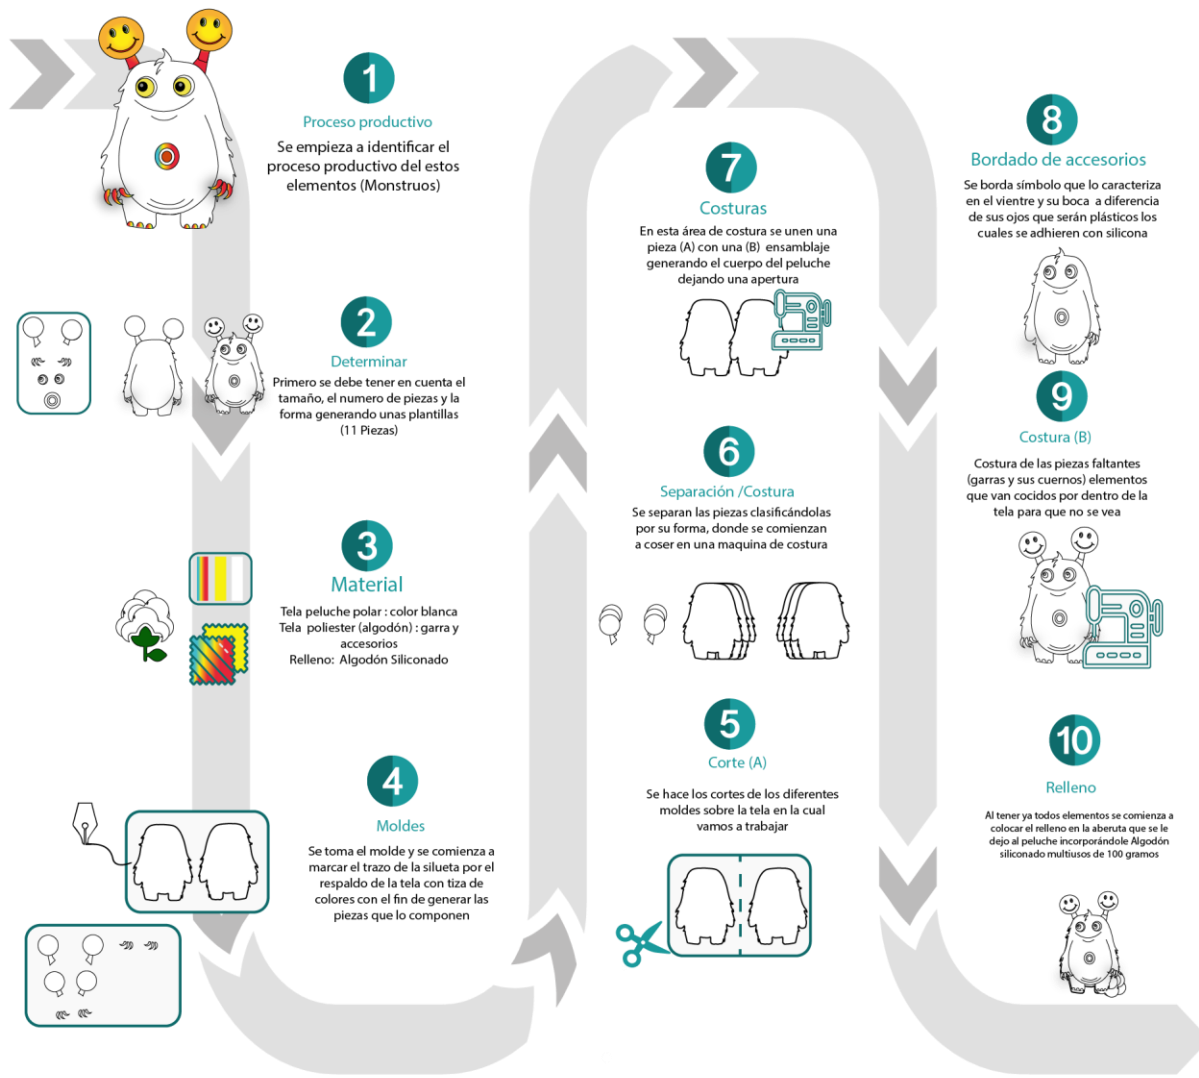 1
Proceso productivo
Se empieza a identificar el
proceso productivo del estos
elementos (Monstruos)
2
Determinar
Primero se debe tener en cuenta el
tamaño, el numero de piezas y la
forma generando unas plantillas
(11 Piezas)
3
Material
Tela peluche polar : color blanca
Tela poliester (algodón) : garra y
accesorios
Relleno: Algodón Siliconado
4
Moldes
Se toma el molde y se comienza a
marcar el trazo de la silueta por el
respaldo de la tela con tiza de
colores con el fin de generar las
piezas que lo componen
5
Corte (A)
Se hace los cortes de los diferentes
moldes sobre la tela en la cual
vamos a trabajar
6
Separación /Costura
Se separan las piezas clasificándolas
por su forma, donde se comienzan
a coser en una maquina de costura
7
Costuras
En esta área de costura se unen una
pieza (A) con una (B) ensamblaje
generando el cuerpo del peluche
dejando una apertura
8
Bordado de accesorios
Se borda símbolo que lo caracteriza
en el vientre y su boca a diferencia
de sus ojos que serán plásticos los
cuales se adhieren con silicona
9
Costura (B)
Costura de las piezas faltantes
(garras y sus cuernos) elementos
que van cocidos por dentro de la
tela para que no se vea
10
Relleno
Al tener ya todos elementos se comienza a
colocar el relleno en la aberuta que se le
dejo al peluche incorporándole Algodón
siliconado multiusos de 100 gramos